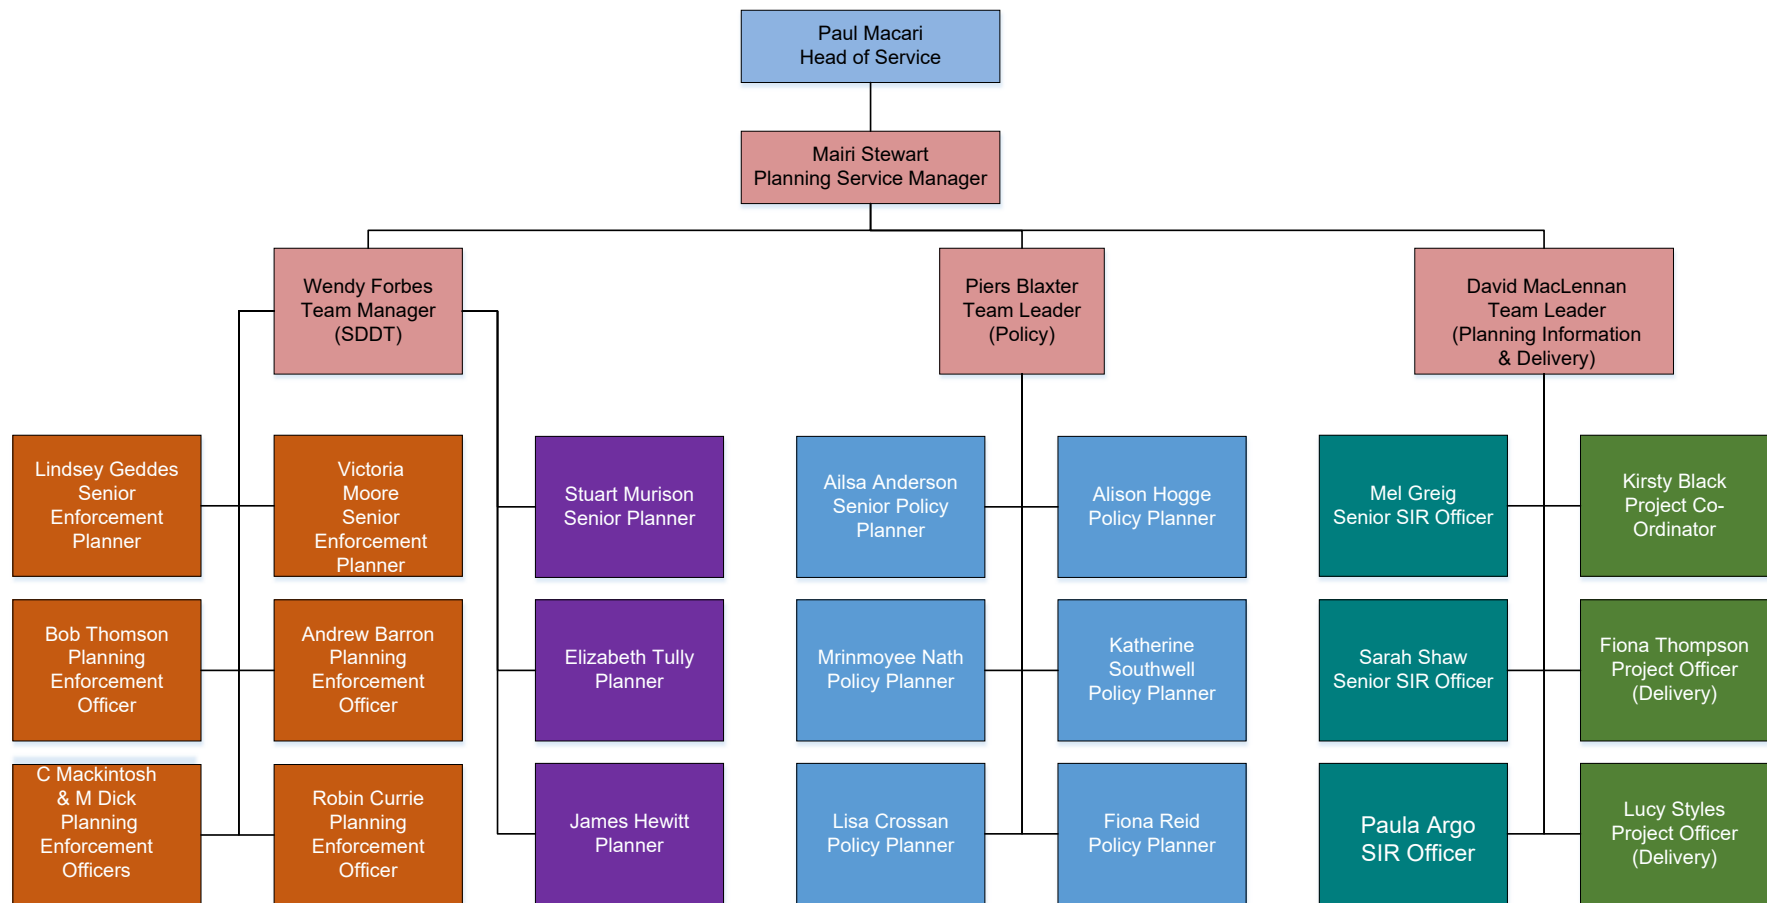 Paul Macari
Head of Service
Mairi Stewart
Planning Service Manager
Wendy Forbes
Team Manager
(SDDT)
Piers Blaxter
Team Leader
(Policy)
David MacLennan
Team Leader
(Planning Information
& Delivery)
Lindsey Geddes
Senior
Enforcement
Planner
Victoria
Moore
Senior
Enforcement
Planner
Stuart Murison
Senior Planner
Ailsa Anderson
Senior Policy
Planner
Alison Hogge
Policy Planner
Mel Greig
Senior SIR Officer
Kirsty Black
Project Co-
Ordinator
Bob Thomson
Planning
Enforcement
Officer
Andrew Barron
Planning
Enforcement
Officer
Elizabeth Tully
Planner
Mrinmoyee Nath
Policy Planner
Katherine
Southwell
Policy Planner
Sarah Shaw
Senior SIR Officer
Fiona Thompson
Project Officer
(Delivery)
C Mackintosh
& M Dick
Planning
Enforcement
Officers
Robin Currie
Planning
Enforcement
Officer
James Hewitt
Planner
Lisa Crossan
Policy Planner
Fiona Reid
Policy Planner
Paula Argo
SIR Officer
Lucy Styles
Project Officer
(Delivery)